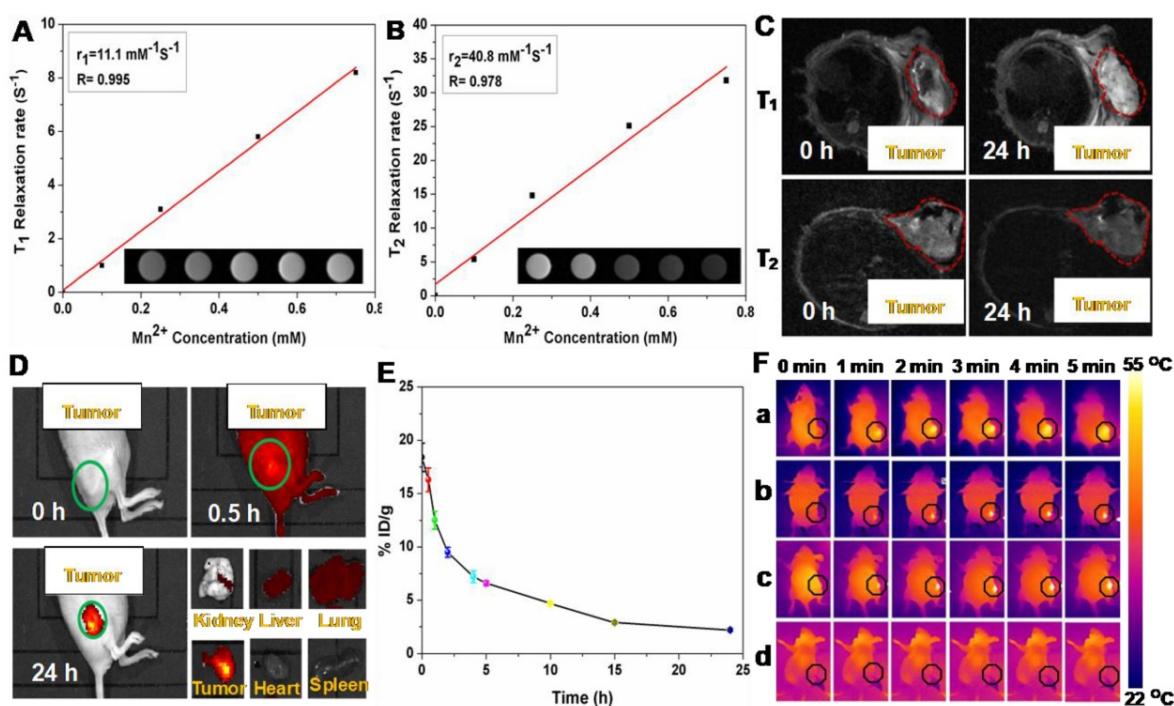 A
r1=11.1 mM-1S-1
R= 0.995
T1 Relaxation rate (S-1)
10
8
6
4
2
0
0.0 0.2 0.4 0.6 0.8
Mn2+ Concentration (mM)
B
r2=40.8 mM-1S-1
R= 0.978
T2 Relaxation rate (S-1)
40
35
30
25
20
15
10
5
0
0.0 0.2 0.4 0.6 0.8
Mn2+ Concentration (mM)
C
T1
0 h
Tumor
24 h
Tumor
T2
0 h
Tumor
24 h
Tumor
D
Tumor
0 h
Tumor
0.5 h
Tumor
24 h
Kidney Liver Lung
Tumor Heart Spleen
E
% ID/g
25
20
15
10
5
0
0 5 10 15 20 25
Time (h)
F
0 min 1 min 2 min 3 min 4 min 5 min
55 °C
a
b
c
d
22 °C